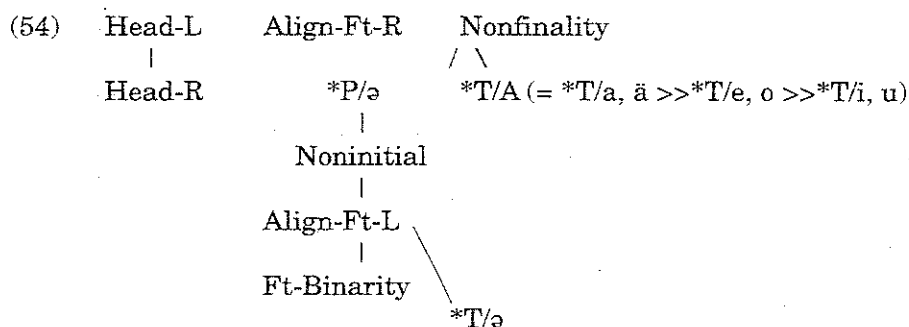 (54) Head-L Align-Ft-R Nonfinality
Head-R *P/ə *T/A (= *T/a, ä >>*T/e, o >>*T/i, u)
Noninitial
Align-Ft-L
Ft-Binarity
*T/ə